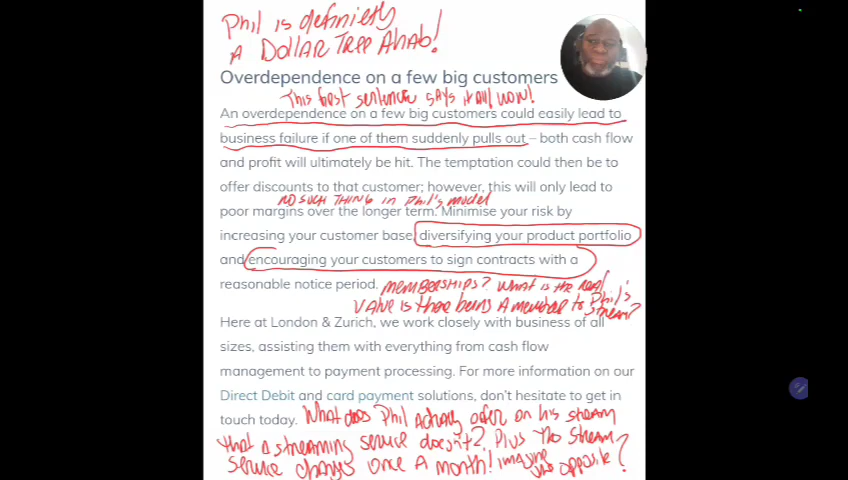 Phil is definietly
A DOLLAR TREE AHAB!
Overdependence on a few big customers
This first sentence says it all now!
An overdependence on a few big customers could easily lead to
business failure if one of them suddenly pulls out – both cash flow
and profit will ultimately be hit. The temptation could then be to
offer discounts to that customer; however, this will only lead to
NO SUCH THING in Phil's model
poor margins over the longer term. Minimise your risk by
increasing your customer base, diversifying your product portfolio
and encouraging your customers to sign contracts with a
reasonable notice period. MEMBERSHIPS? What is the real
value is there being a member to Phil's
stream?
Here at London & Zurich, we work closely with business of all
sizes, assisting them with everything from cash flow
management to payment processing. For more information on our
Direct Debit and card payment solutions, don't hesitate to get in
touch today. What does Phil actually offer on his stream
that a streaming service doesn't? Plus the stream
service charges once a month! imagine the opposite?